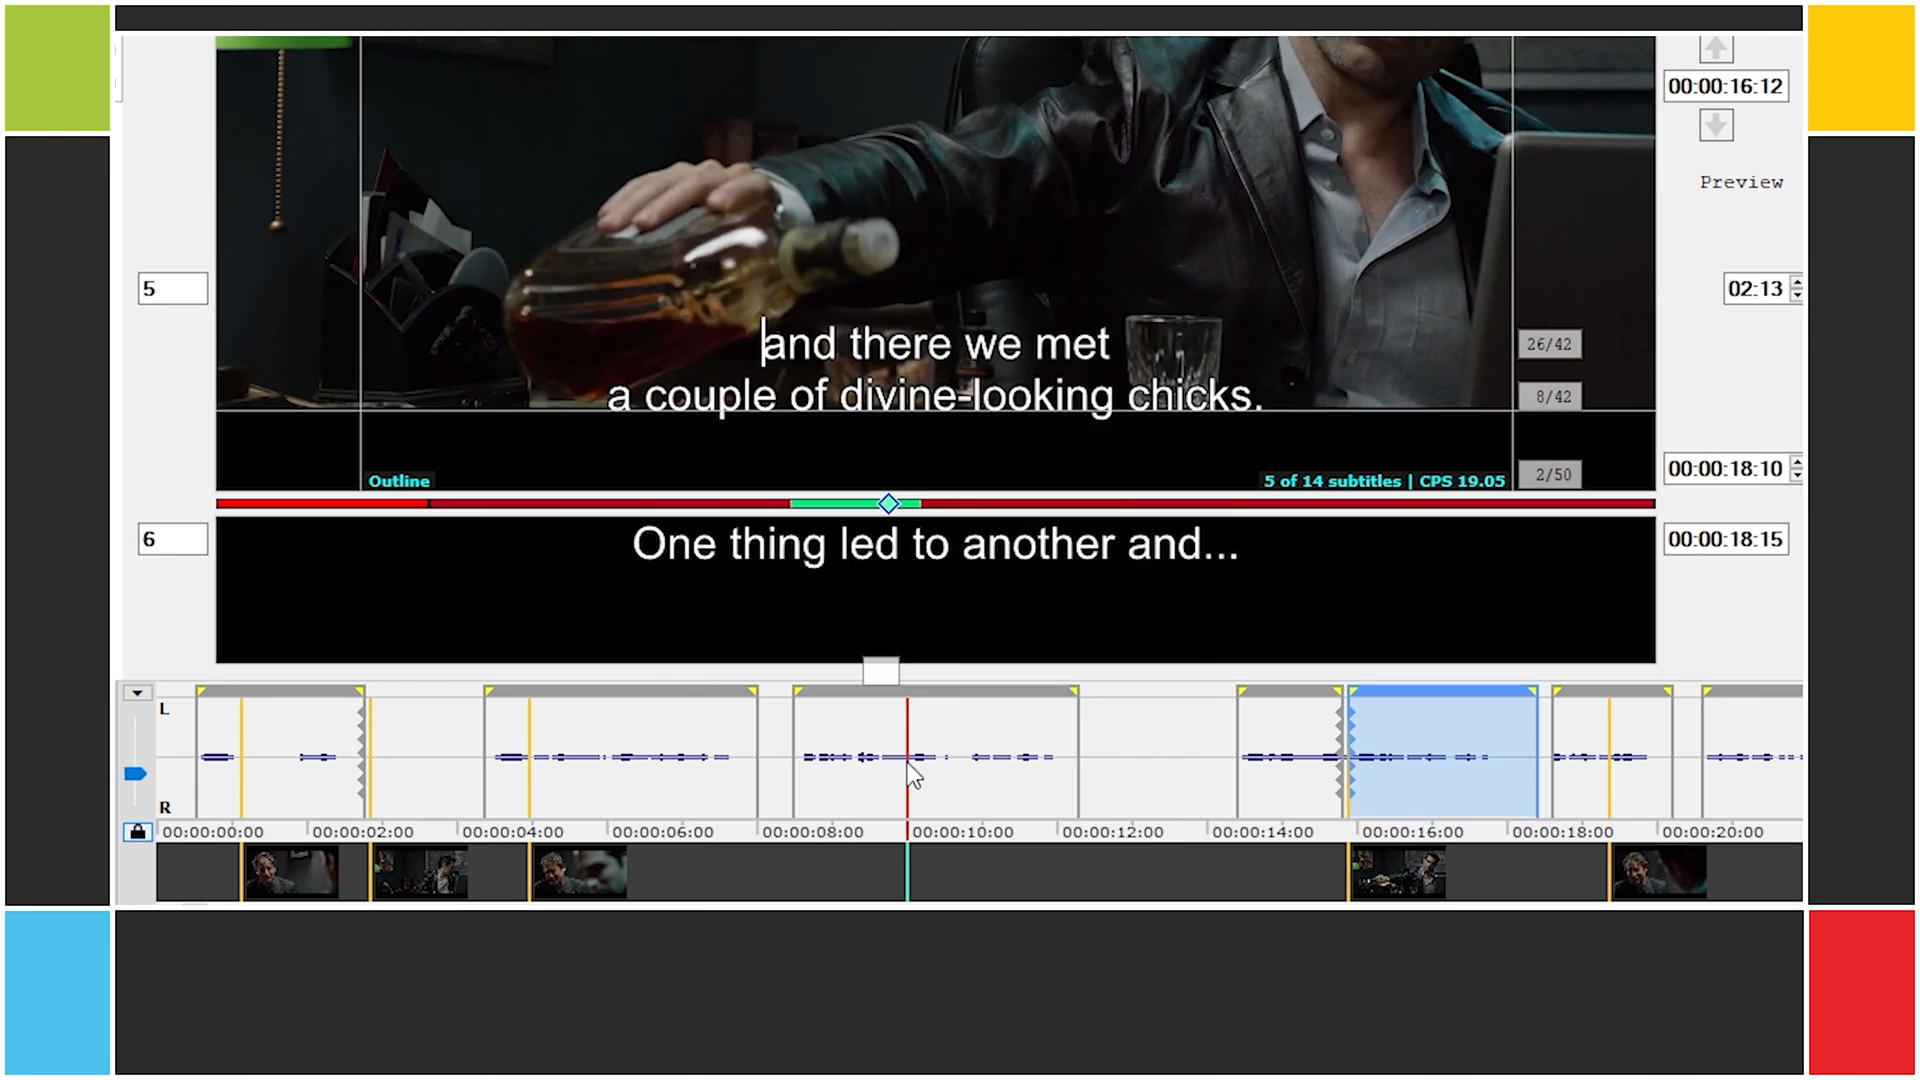 00:00:16:12
Preview
5
02:13
and there we met
26/42
a couple of divine-looking chicks.
8/42
00:00:18:10
Outline
5 of 14 subtitles | CPS 19.05
2/50
6
One thing led to another and...
00:00:18:15
L
R
00:00:00:00
00:00:02:00
00:00:04:00
00:00:06:00
00:00:08:00
00:00:10:00
00:00:12:00
00:00:14:00
00:00:16:00
00:00:18:00
00:00:20:00